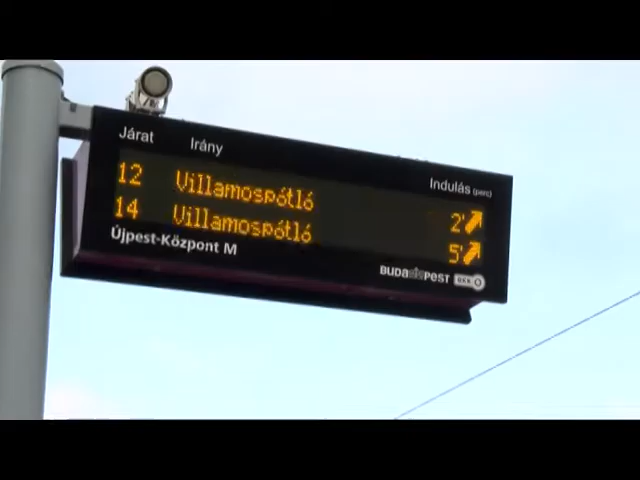 Járat Irány Indulás (perc)
12 Villamospótló 2'
14 Villamospótló 5'
Újpest-Központ M
BUDAPEST BKK